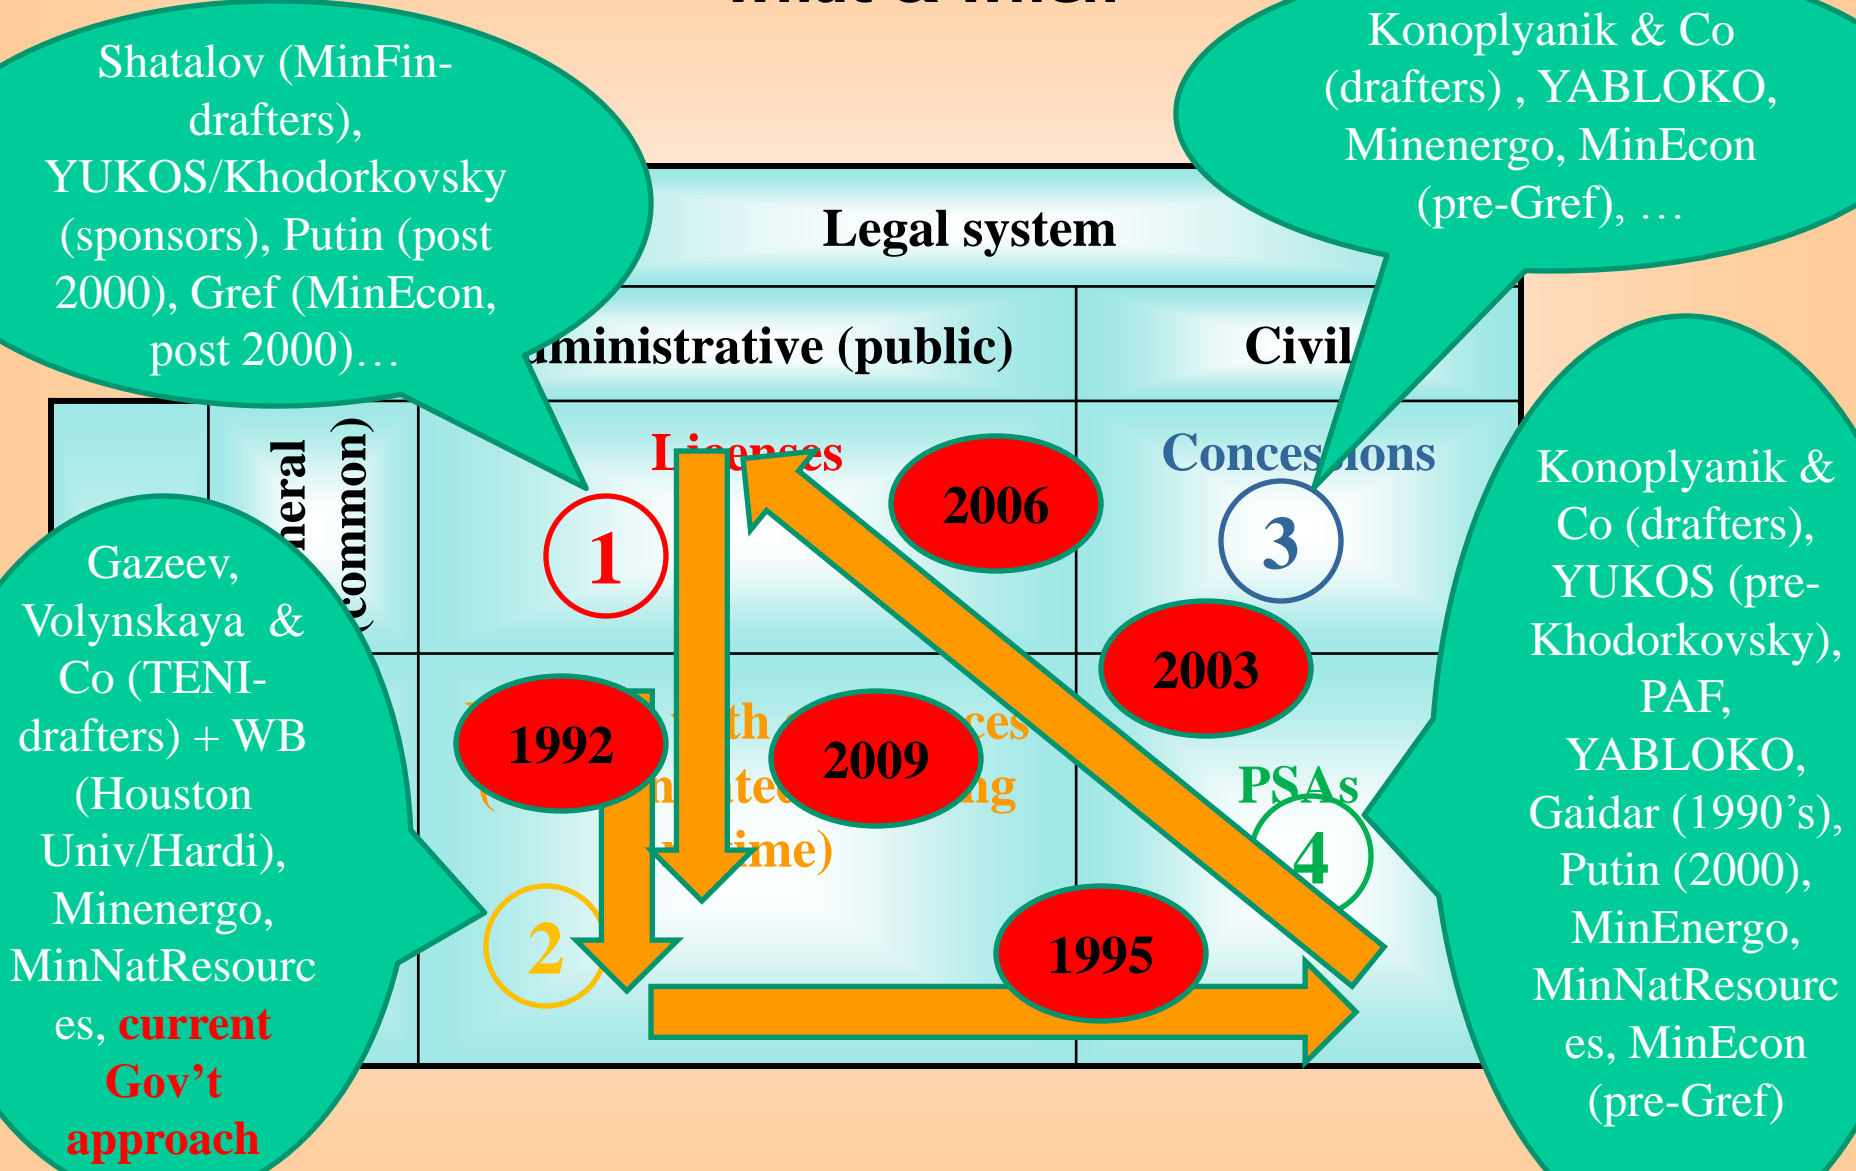 Shatalov (MinFin-
drafters),
YUKOS/Khodorkovsky
(sponsors), Putin (post
2000), Gref (MinEcon,
post 2000)…
Konoplyanik & Co
(drafters) , YABLOKO,
Minenergo, MinEcon
(pre-Gref), …
Legal system
(public)
Civil
(common)
Licenses
Concessions
1
2006
3
2003
1992
2009
PSAs
4
2
1995
Gazeev,
Volynskaya & 
Co (TENI-
drafters) + WB
(Houston
Univ/Hardi),
Minenergo,
MinNatResourc
es, current
Gov’t
approach
Konoplyanik &
Co (drafters),
YUKOS (pre-
Khodorkovsky),
PAF,
YABLOKO,
Gaidar (1990’s),
Putin (2000),
MinEnergo,
MinNatResourc
es, MinEcon
(pre-Gref)